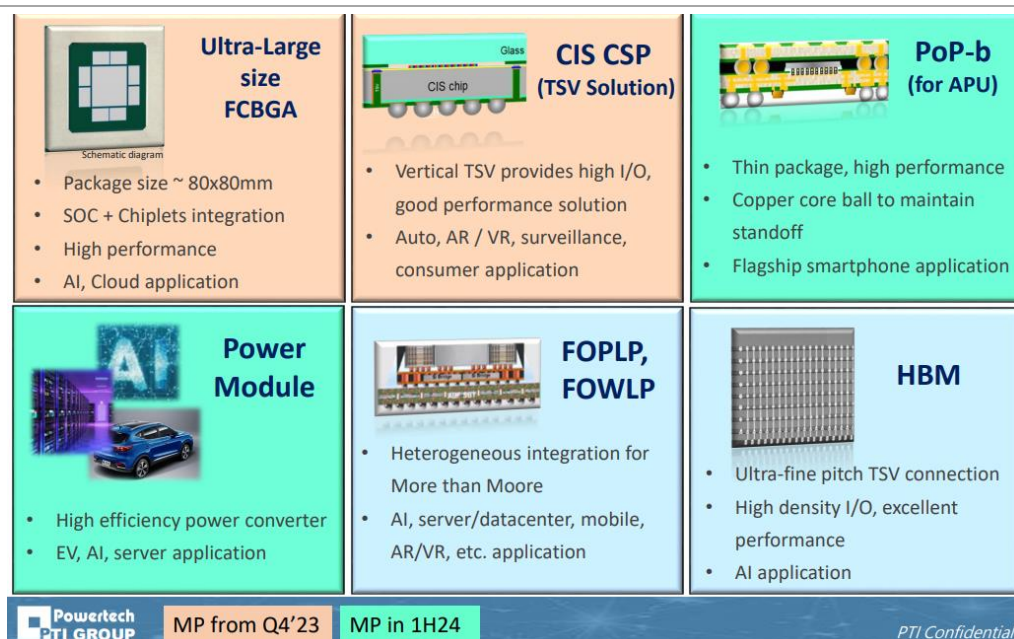 Ultra-Large
size
FCBGA
Schematic diagram
• Package size ~ 80x80mm
• SOC + Chiplets integration
• High performance
• AI, Cloud application
Glass
CIS chip
CIS CSP
(TSV Solution)
• Vertical TSV provides high I/O,
good performance solution
• Auto, AR / VR, surveillance,
consumer application
PoP-b
(for APU)
• Thin package, high performance
• Copper core ball to maintain
standoff
• Flagship smartphone application
AI
Power
Module
• High efficiency power converter
• EV, AI, server application
FOPLP,
FOWLP
• Heterogeneous integration for
More than Moore
• AI, server/datacenter, mobile,
AR/VR, etc. application
HBM
• Ultra-fine pitch TSV connection
• High density I/O, excellent
performance
• AI application
Powertech
PTI GROUP
MP from Q4’23
MP in 1H24
PTI Confidential